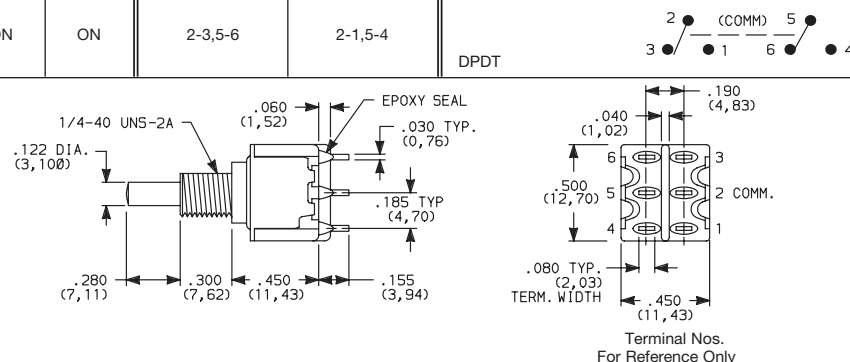 ON
ON
2-3,5-6
2-1,5-4
DPDT
2 (COMM) 5
3 1 6 4
.060
(1,52)
EPOXY SEAL
1/4-40 UNS-2A
.030 TYP.
(0,76)
.122 DIA.
(3,100)
.185 TYP
(4,70)
.280
(7,11)
.300
(7,62)
.450
(11,43)
.155
(3,94)
.190
(4,83)
.040
(1,02)
6 3
.500
(12,70)
5 2 COMM.
4 1
.080 TYP.
(2,03)
TERM. WIDTH
.450
(11,43)
Terminal Nos.
For Reference Only